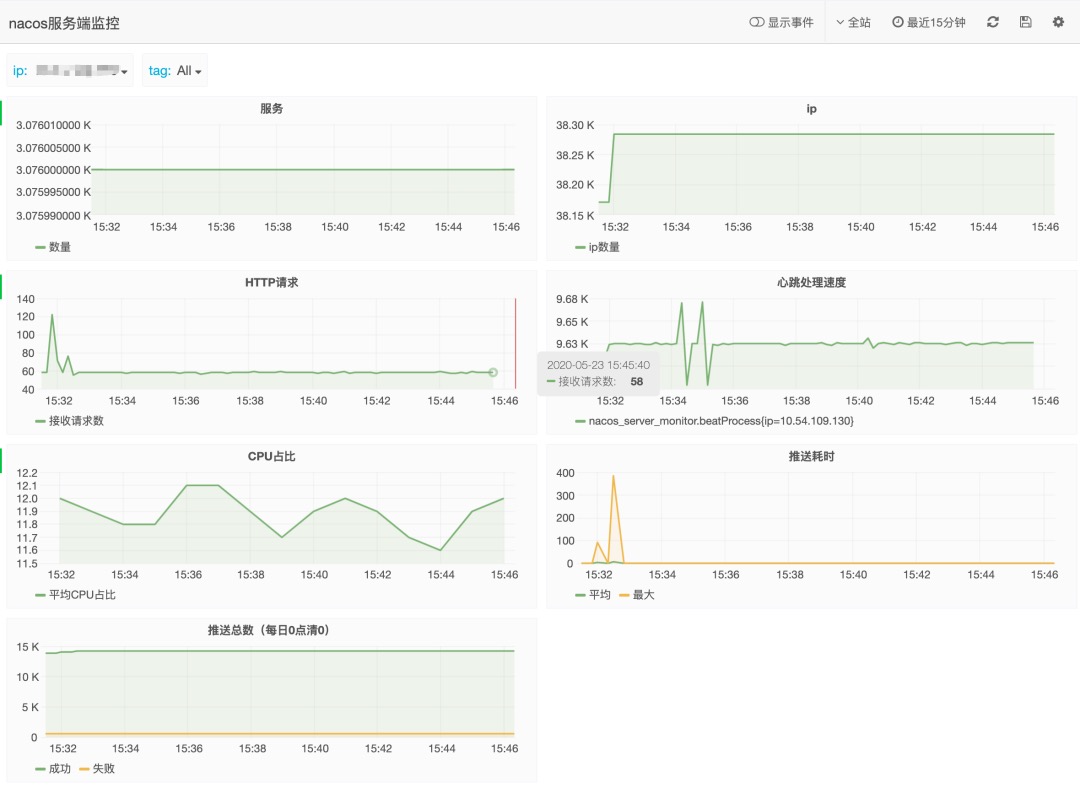 nacos服务端监控
显示事件 全站 最近15分钟
ip: tag: All
服务
3.076010000 K
3.076005000 K
3.076000000 K
3.075995000 K
3.075990000 K
15:32 15:34 15:36 15:38 15:40 15:42 15:44 15:46
数量
ip
38.30 K
38.25 K
38.20 K
38.15 K
15:32 15:34 15:36 15:38 15:40 15:42 15:44 15:46
ip数量
HTTP请求
140
120
100
80
60
40
15:32 15:34 15:36 15:38 15:40 15:42 15:44 15:46
接收请求数
心跳处理速度
9.68 K
9.65 K
9.63 K
2020-05-23 15:45:40
接收请求数: 58
15:32 15:34 15:36 15:38 15:40 15:42 15:44 15:46
nacos_server_monitor.beatProcess{ip=10.54.109.130}
CPU占比
12.2
12.1
12.0
11.9
11.8
11.7
11.6
11.5
15:32 15:34 15:36 15:38 15:40 15:42 15:44 15:46
平均CPU占比
推送耗时
400
300
200
100
0
15:32 15:34 15:36 15:38 15:40 15:42 15:44 15:46
平均 最大
推送总数（每日0点清0）
15 K
10 K
5 K
0
15:32 15:34 15:36 15:38 15:40 15:42 15:44 15:46
成功 失败